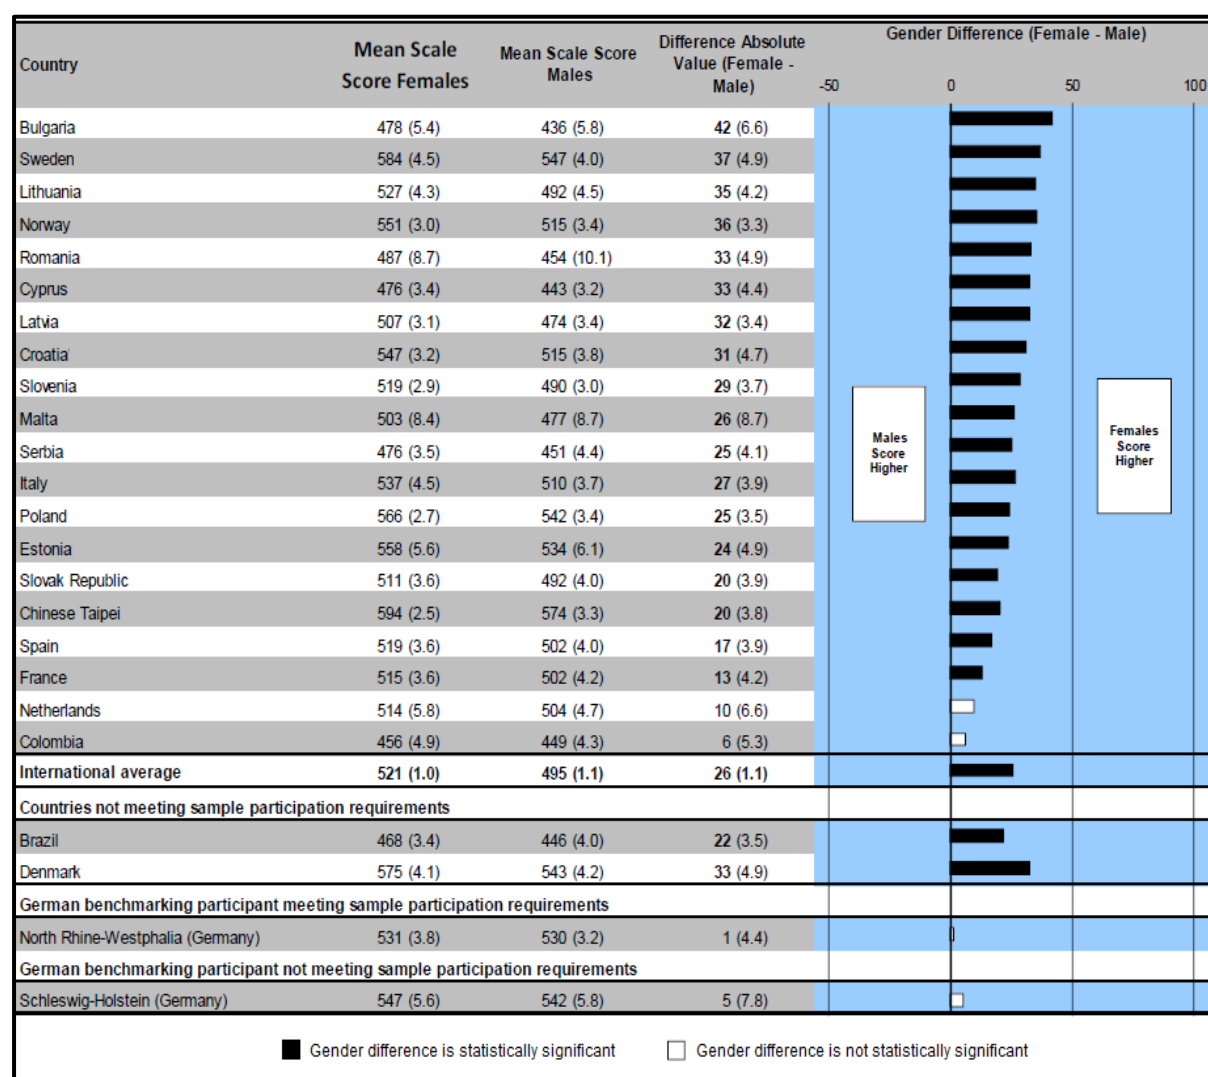 Country Mean Scale Score Females Mean Scale Score Males Difference Absolute Value (Female - Male) Gender Difference (Female - Male)
-50 0 50 100
Bulgaria 478 (5.4) 436 (5.8) 42 (6.6)
Sweden 584 (4.5) 547 (4.0) 37 (4.9)
Lithuania 527 (4.3) 492 (4.5) 35 (4.2)
Norway 551 (3.0) 515 (3.4) 36 (3.3)
Romania 487 (8.7) 454 (10.1) 33 (4.9)
Cyprus 476 (3.4) 443 (3.2) 33 (4.4)
Latvia 507 (3.1) 474 (3.4) 32 (3.4)
Croatia 547 (3.2) 515 (3.8) 31 (4.7)
Slovenia 519 (2.9) 490 (3.0) 29 (3.7)
Malta 503 (8.4) 477 (8.7) 26 (8.7)
Serbia 476 (3.5) 451 (4.4) 25 (4.1)
Italy 537 (4.5) 510 (3.7) 27 (3.9)
Poland 566 (2.7) 542 (3.4) 25 (3.5)
Estonia 558 (5.6) 534 (6.1) 24 (4.9)
Slovak Republic 511 (3.6) 492 (4.0) 20 (3.9)
Chinese Taipei 594 (2.5) 574 (3.3) 20 (3.8)
Spain 519 (3.6) 502 (4.0) 17 (3.9)
France 515 (3.6) 502 (4.2) 13 (4.2)
Netherlands 514 (5.8) 504 (4.7) 10 (6.6)
Colombia 456 (4.9) 449 (4.3) 6 (5.3)
International average 521 (1.0) 495 (1.1) 26 (1.1)
Countries not meeting sample participation requirements
Brazil 468 (3.4) 446 (4.0) 22 (3.5)
Denmark 575 (4.1) 543 (4.2) 33 (4.9)
German benchmarking participant meeting sample participation requirements
North Rhine-Westphalia (Germany) 531 (3.8) 530 (3.2) 1 (4.4)
German benchmarking participant not meeting sample participation requirements
Schleswig-Holstein (Germany) 547 (5.6) 542 (5.8) 5 (7.8)
Males
Score
Higher
Females
Score
Higher
Gender difference is statistically significant
Gender difference is not statistically significant